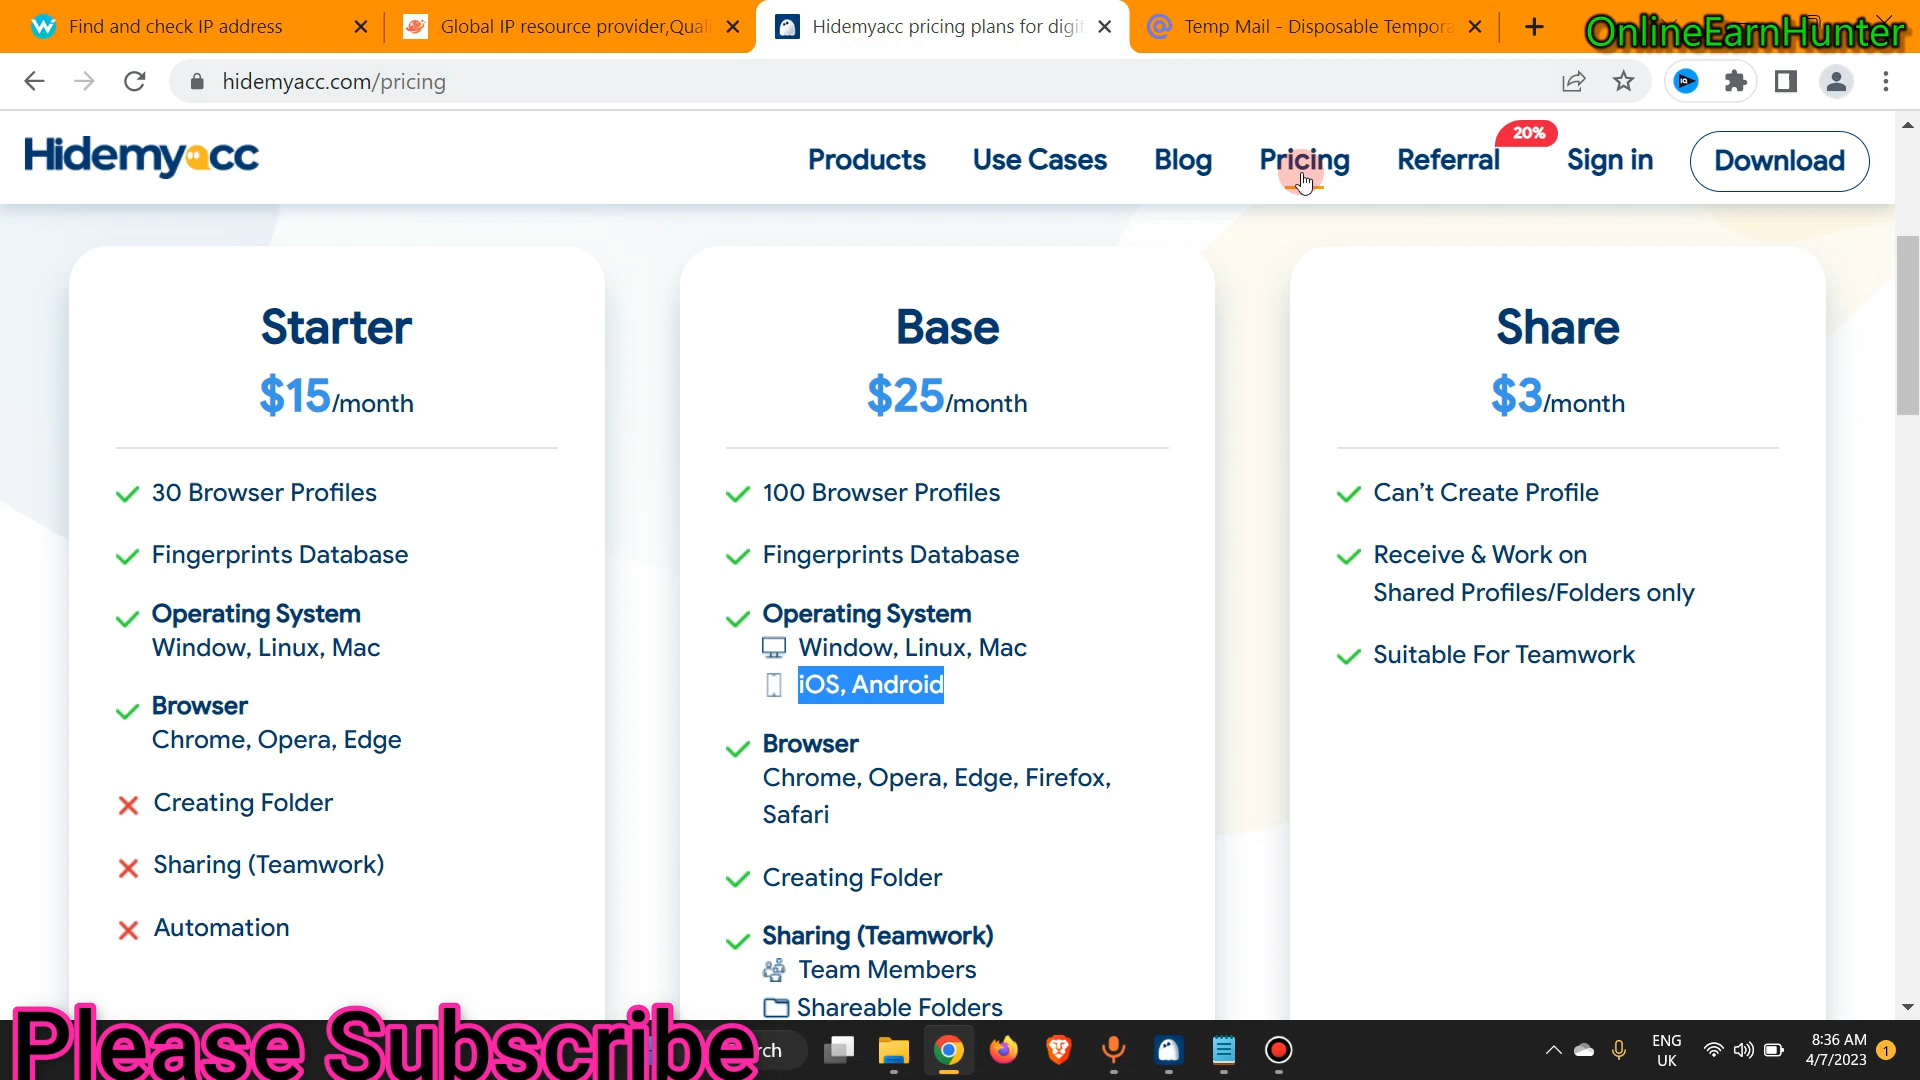 Find and check IP address
Global IP resource provider,Quali
Hidemyacc pricing plans for digit
Temp Mail - Disposable Tempora
OnlineEarnHunter
hidemyacc.com/pricing
Hidemyacc
Products
Use Cases
Blog
Pricing
Referral
20%
Sign in
Download
Starter
$15/month
30 Browser Profiles
Fingerprints Database
Operating System
Window, Linux, Mac
Browser
Chrome, Opera, Edge
Creating Folder
Sharing (Teamwork)
Automation
Base
$25/month
100 Browser Profiles
Fingerprints Database
Operating System
Window, Linux, Mac
iOS, Android
Browser
Chrome, Opera, Edge, Firefox,
Safari
Creating Folder
Sharing (Teamwork)
Team Members
Shareable Folders
Share
$3/month
Can't Create Profile
Receive & Work on
Shared Profiles/Folders only
Suitable For Teamwork
Please Subscribe
rch
ENG
UK
8:36 AM
4/7/2023
1